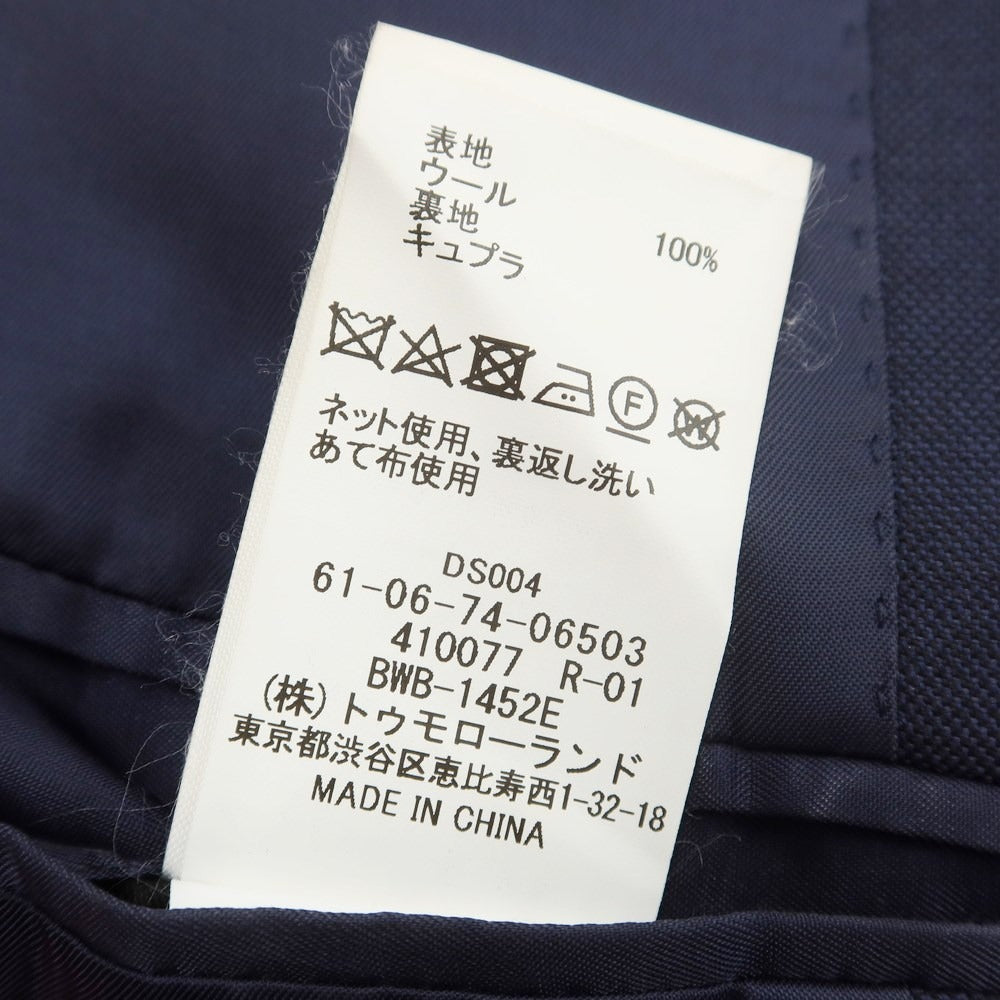 表地
ウール
裏地
キュプラ 100%
F
W
ネット使用、裏返し洗い
あて布使用
DS004
61-06-74-06503
410077 R-01
BWB-1452E
(株)トゥモローランド
東京都渋谷区恵比寿西1-32-18
MADE IN CHINA